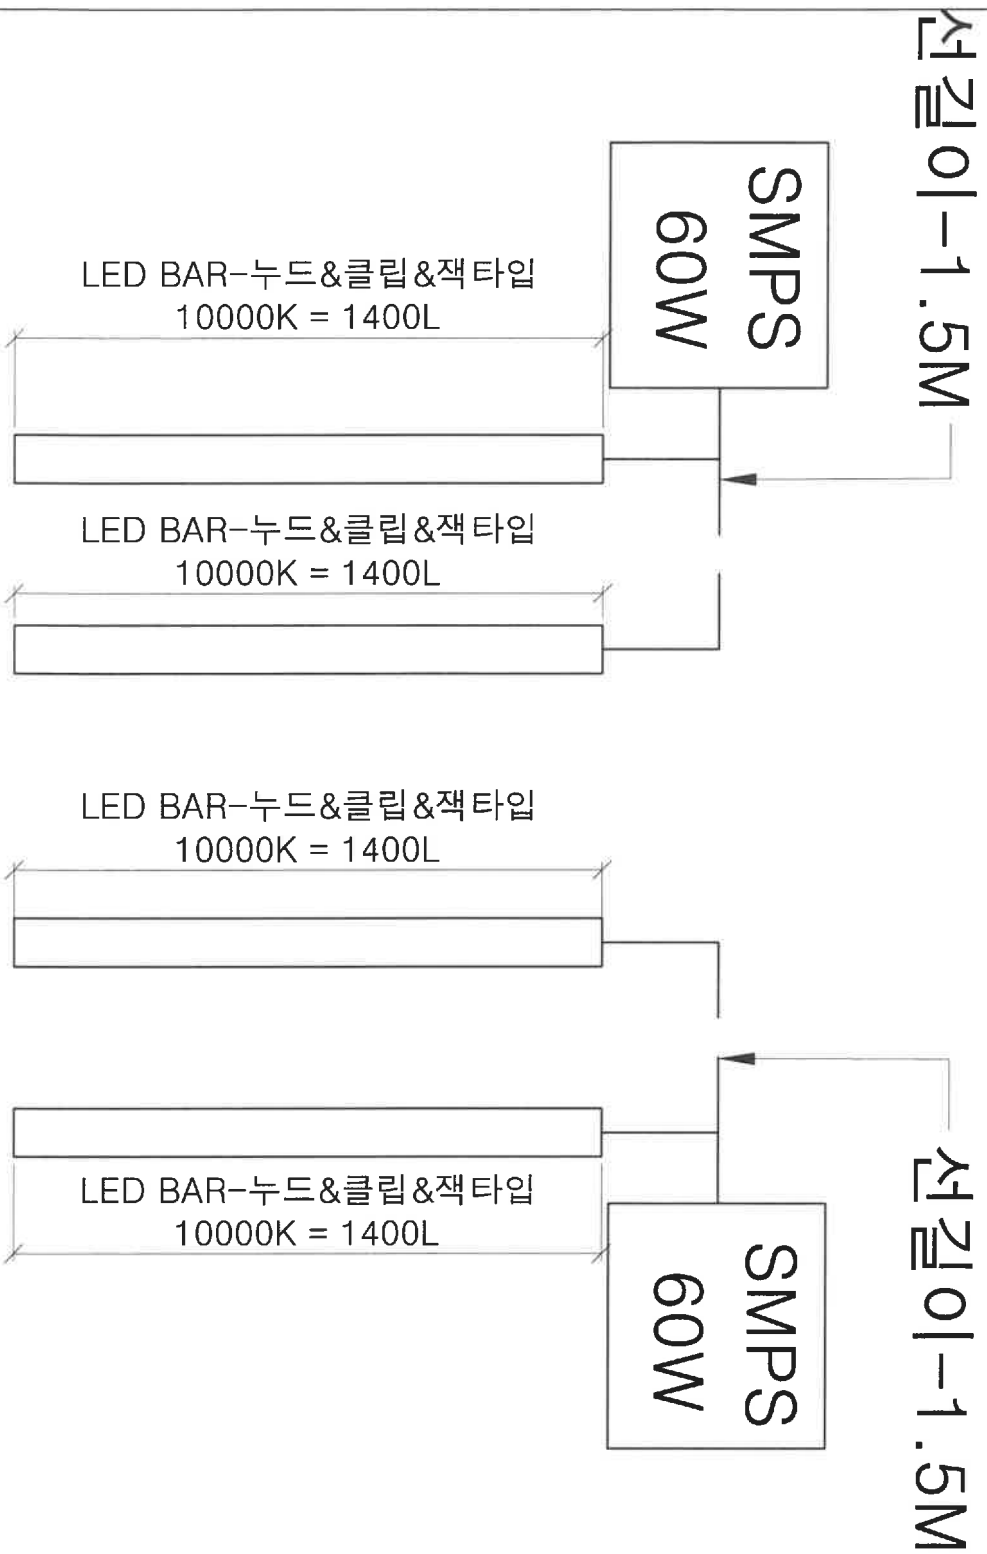 선길이-1.5M
SMPS
60W
LED BAR-누드&클립&잭타입
10000K = 1400L
LED BAR-누드&클립&잭타입
10000K = 1400L
LED BAR-누드&클립&잭타입
10000K = 1400L
LED BAR-누드&클립&잭타입
10000K = 1400L
SMPS
60W
선길이-1.5M